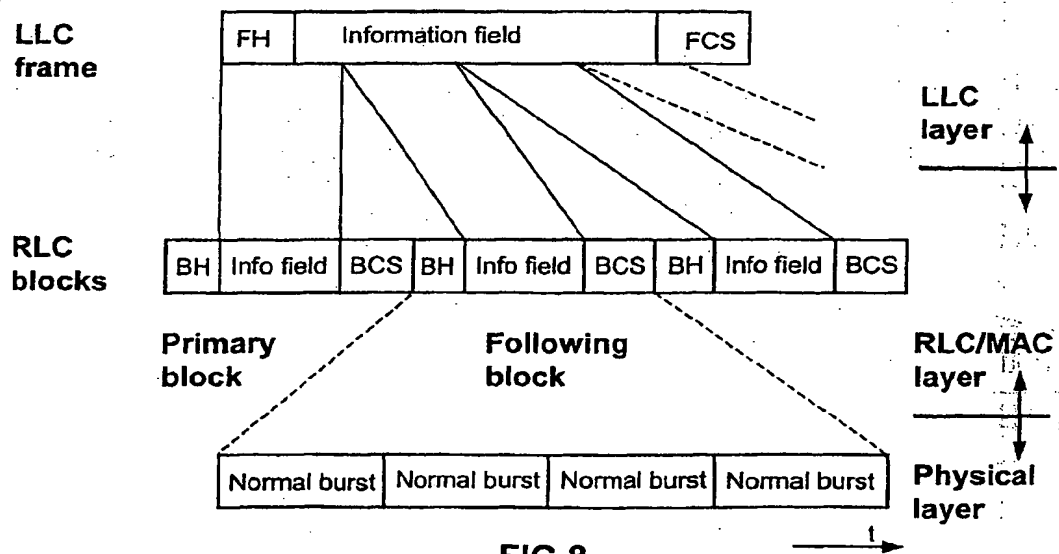 LLC frame
FH Information field FCS
LLC layer
RLC blocks
BH Info field BCS BH Info field BCS BH Info field BCS
Primary block
Following block
RLC/MAC layer
Normal burst Normal burst Normal burst Normal burst
Physical layer
t
FIG 8